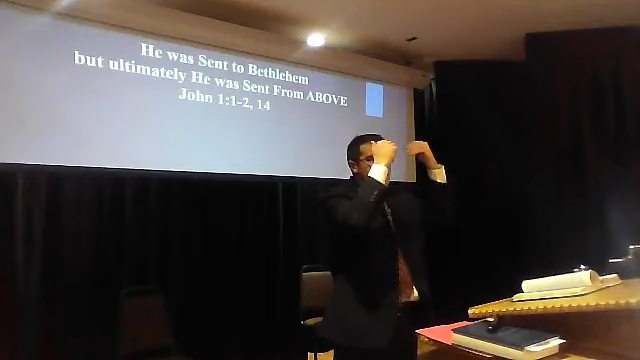 He was Sent to Bethlehem
but ultimately He was Sent From ABOVE
John 1:1-2, 14